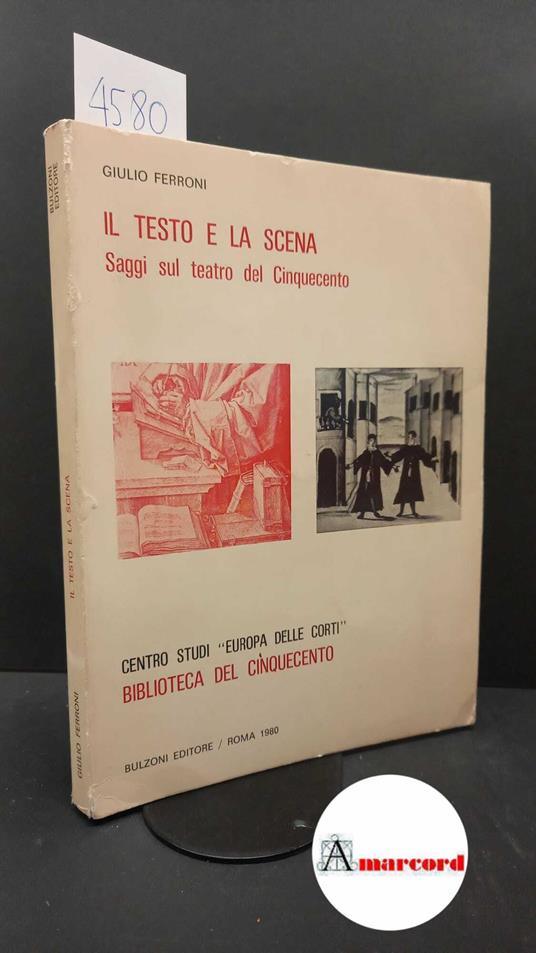 4580
GIULIO FERRONI
IL TESTO E LA SCENA
Saggi sul teatro del Cinquecento
CENTRO STUDI "EUROPA DELLE CORTI"
BIBLIOTECA DEL CINQUECENTO
BULZONI EDITORE / ROMA 1980
BULZONI
EDITORE
IL TESTO E LA SCENA
GIULIO FERRONI
Amarcord